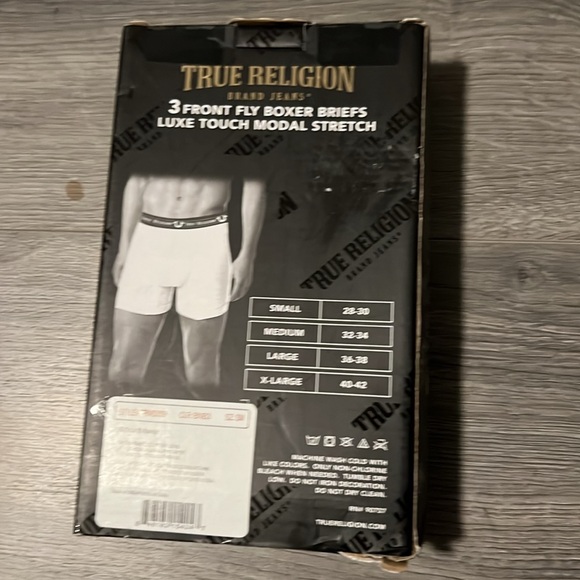 TRUE RELIGION
BRAND JEANS
3 FRONT FLY BOXER BRIEFS
LUXE TOUCH MODAL STRETCH
TRUE RELIGION
BRAND JEANS
SMALL 28-30
MEDIUM 32-34
LARGE 36-38
X-LARGE 40-42
MACHINE WASH COLD WITH
LIKE COLORS. ONLY NON-CHLORINE
BLEACH WHEN NEEDED. TUMBLE DRY
LOW. DO NOT IRON DECORATION.
DO NOT DRY CLEAN.
TRUERELIGION.COM